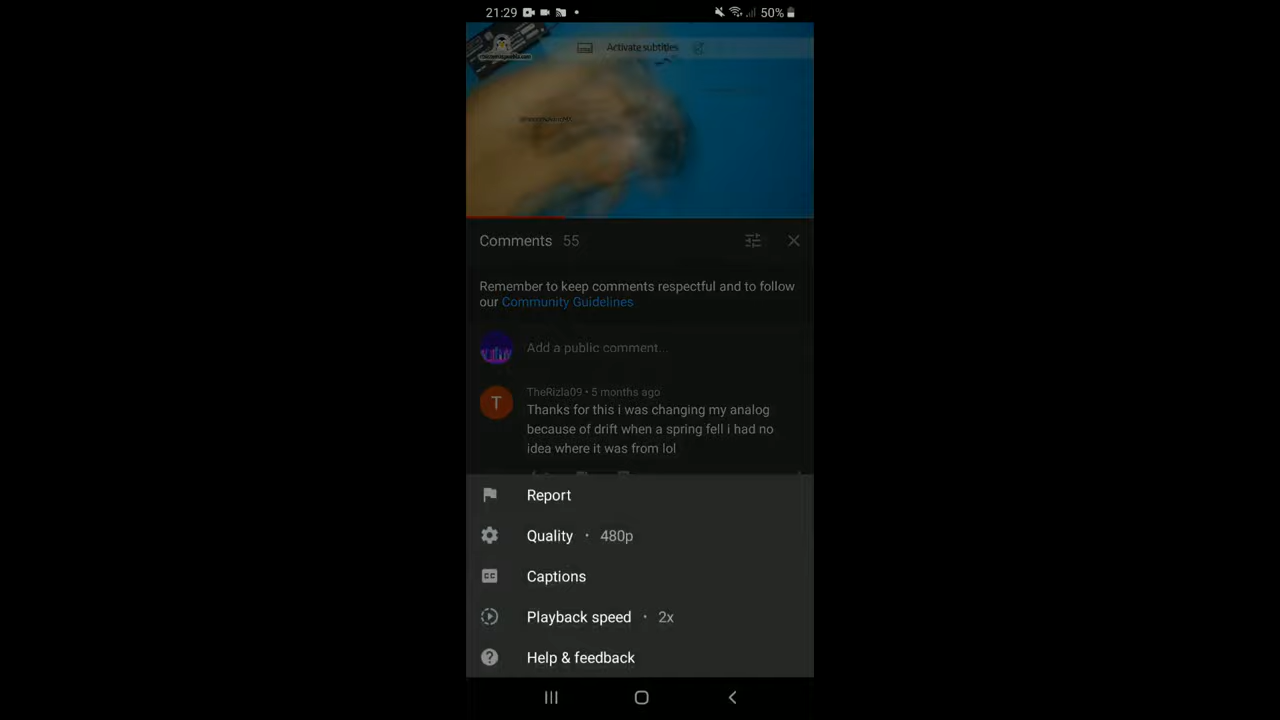 21:29
50%
Activate subtitles
Comments 55
Remember to keep comments respectful and to follow
our Community Guidelines
Add a public comment...
TheRizla09 • 5 months ago
T
Thanks for this i was changing my analog
because of drift when a spring fell i had no
idea where it was from lol
Report
Quality • 480p
CC Captions
Playback speed • 2x
Help & feedback